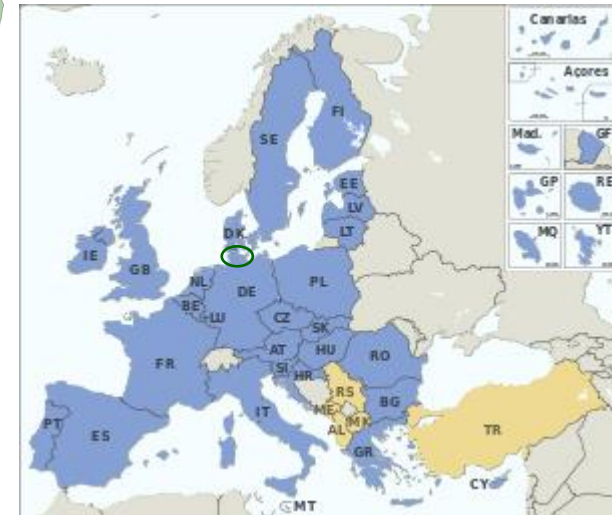 Canarias
Açores
Mad.
GF
GP
RE
MQ
YT
FI
SE
EE
LV
LT
DK
IE
GB
NL
DE
PL
BE
LU
CZ
SK
FR
AT
HU
RO
SI
HR
RS
BG
IT
ME
MK
AL
PT
ES
GR
TR
CY
MT